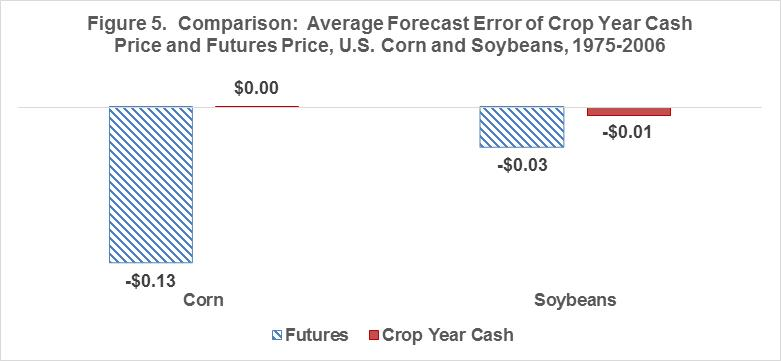 Figure 5.  Comparison:  Average Forecast Error of Crop Year Cash
Price and Futures Price, U.S. Corn and Soybeans, 1975-2006
$0.00
-$0.01
-$0.03
-$0.13
Corn
Soybeans
Futures
Crop Year Cash